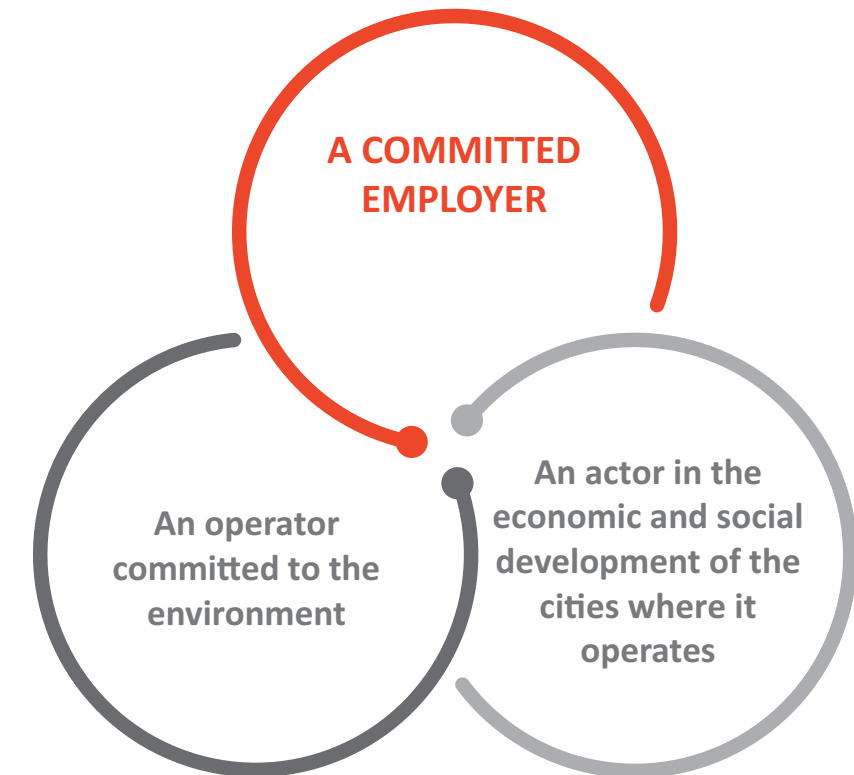 A COMMITTED
EMPLOYER
An operator
committed to the
environment
An actor in the
economic and social
development of the
cities where it
operates